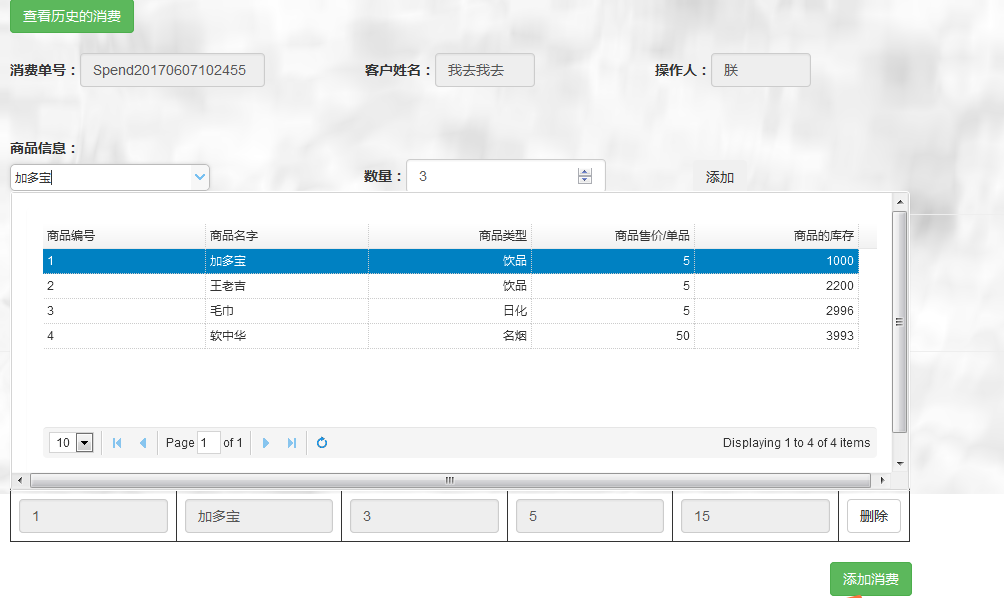 查看历史的消费
消费单号： Spend20170607102455 客户姓名： 我去我去 操作人： 朕
商品信息：
加多宝 数量： 3 添加
商品编号 商品名字 商品类型 商品售价/单品 商品的库存
1 加多宝 饮品 5 1000
2 王老吉 饮品 5 2200
3 毛巾 日化 5 2996
4 软中华 名烟 50 3993
10 Page 1 of 1 Displaying 1 to 4 of 4 items
1 加多宝 3 5 15 删除
添加消费